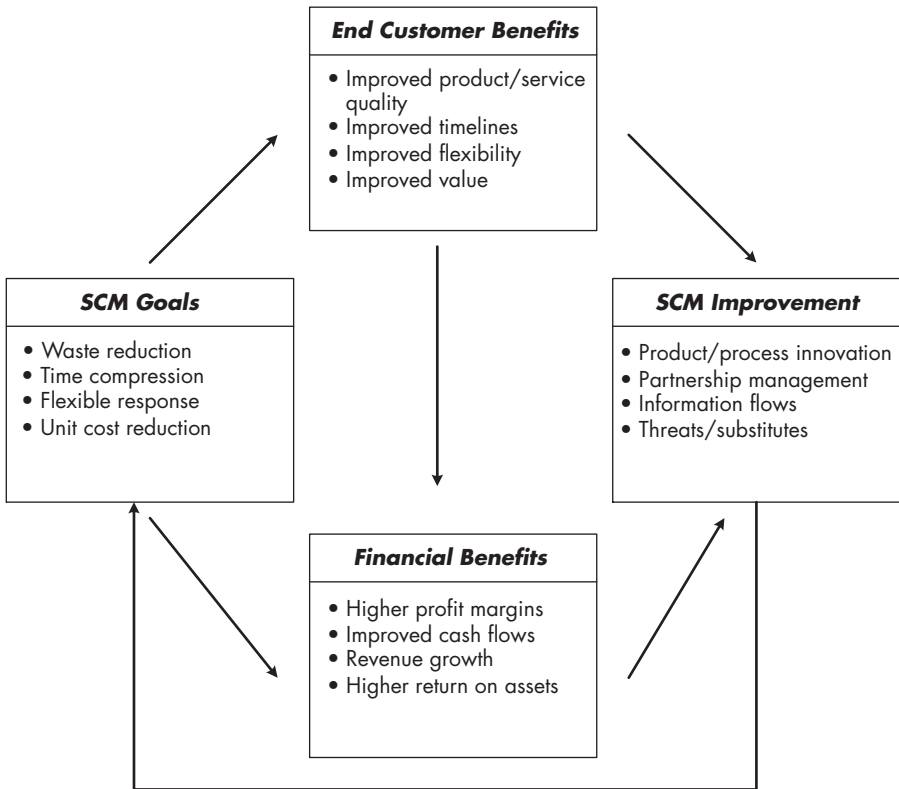 End Customer Benefits
• Improved product/service
quality
• Improved timelines
• Improved flexibility
• Improved value
SCM Goals
• Waste reduction
• Time compression
• Flexible response
• Unit cost reduction
SCM Improvement
• Product/process innovation
• Partnership management
• Information flows
• Threats/substitutes
Financial Benefits
• Higher profit margins
• Improved cash flows
• Revenue growth
• Higher return on assets